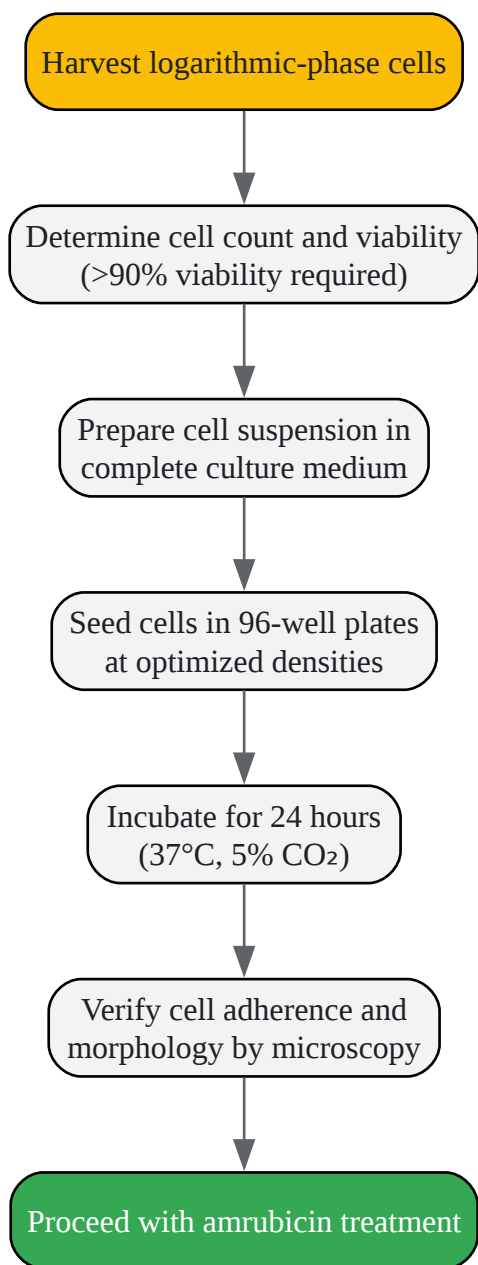 Harvest logarithmic-phase cells
Determine cell count and viability
(>90% viability required)
Prepare cell suspension in
complete culture medium
Seed cells in 96-well plates
at optimized densities
Incubate for 24 hours
(37°C, 5% CO₂)
Verify cell adherence and
morphology by microscopy
Proceed with amrubicin treatment